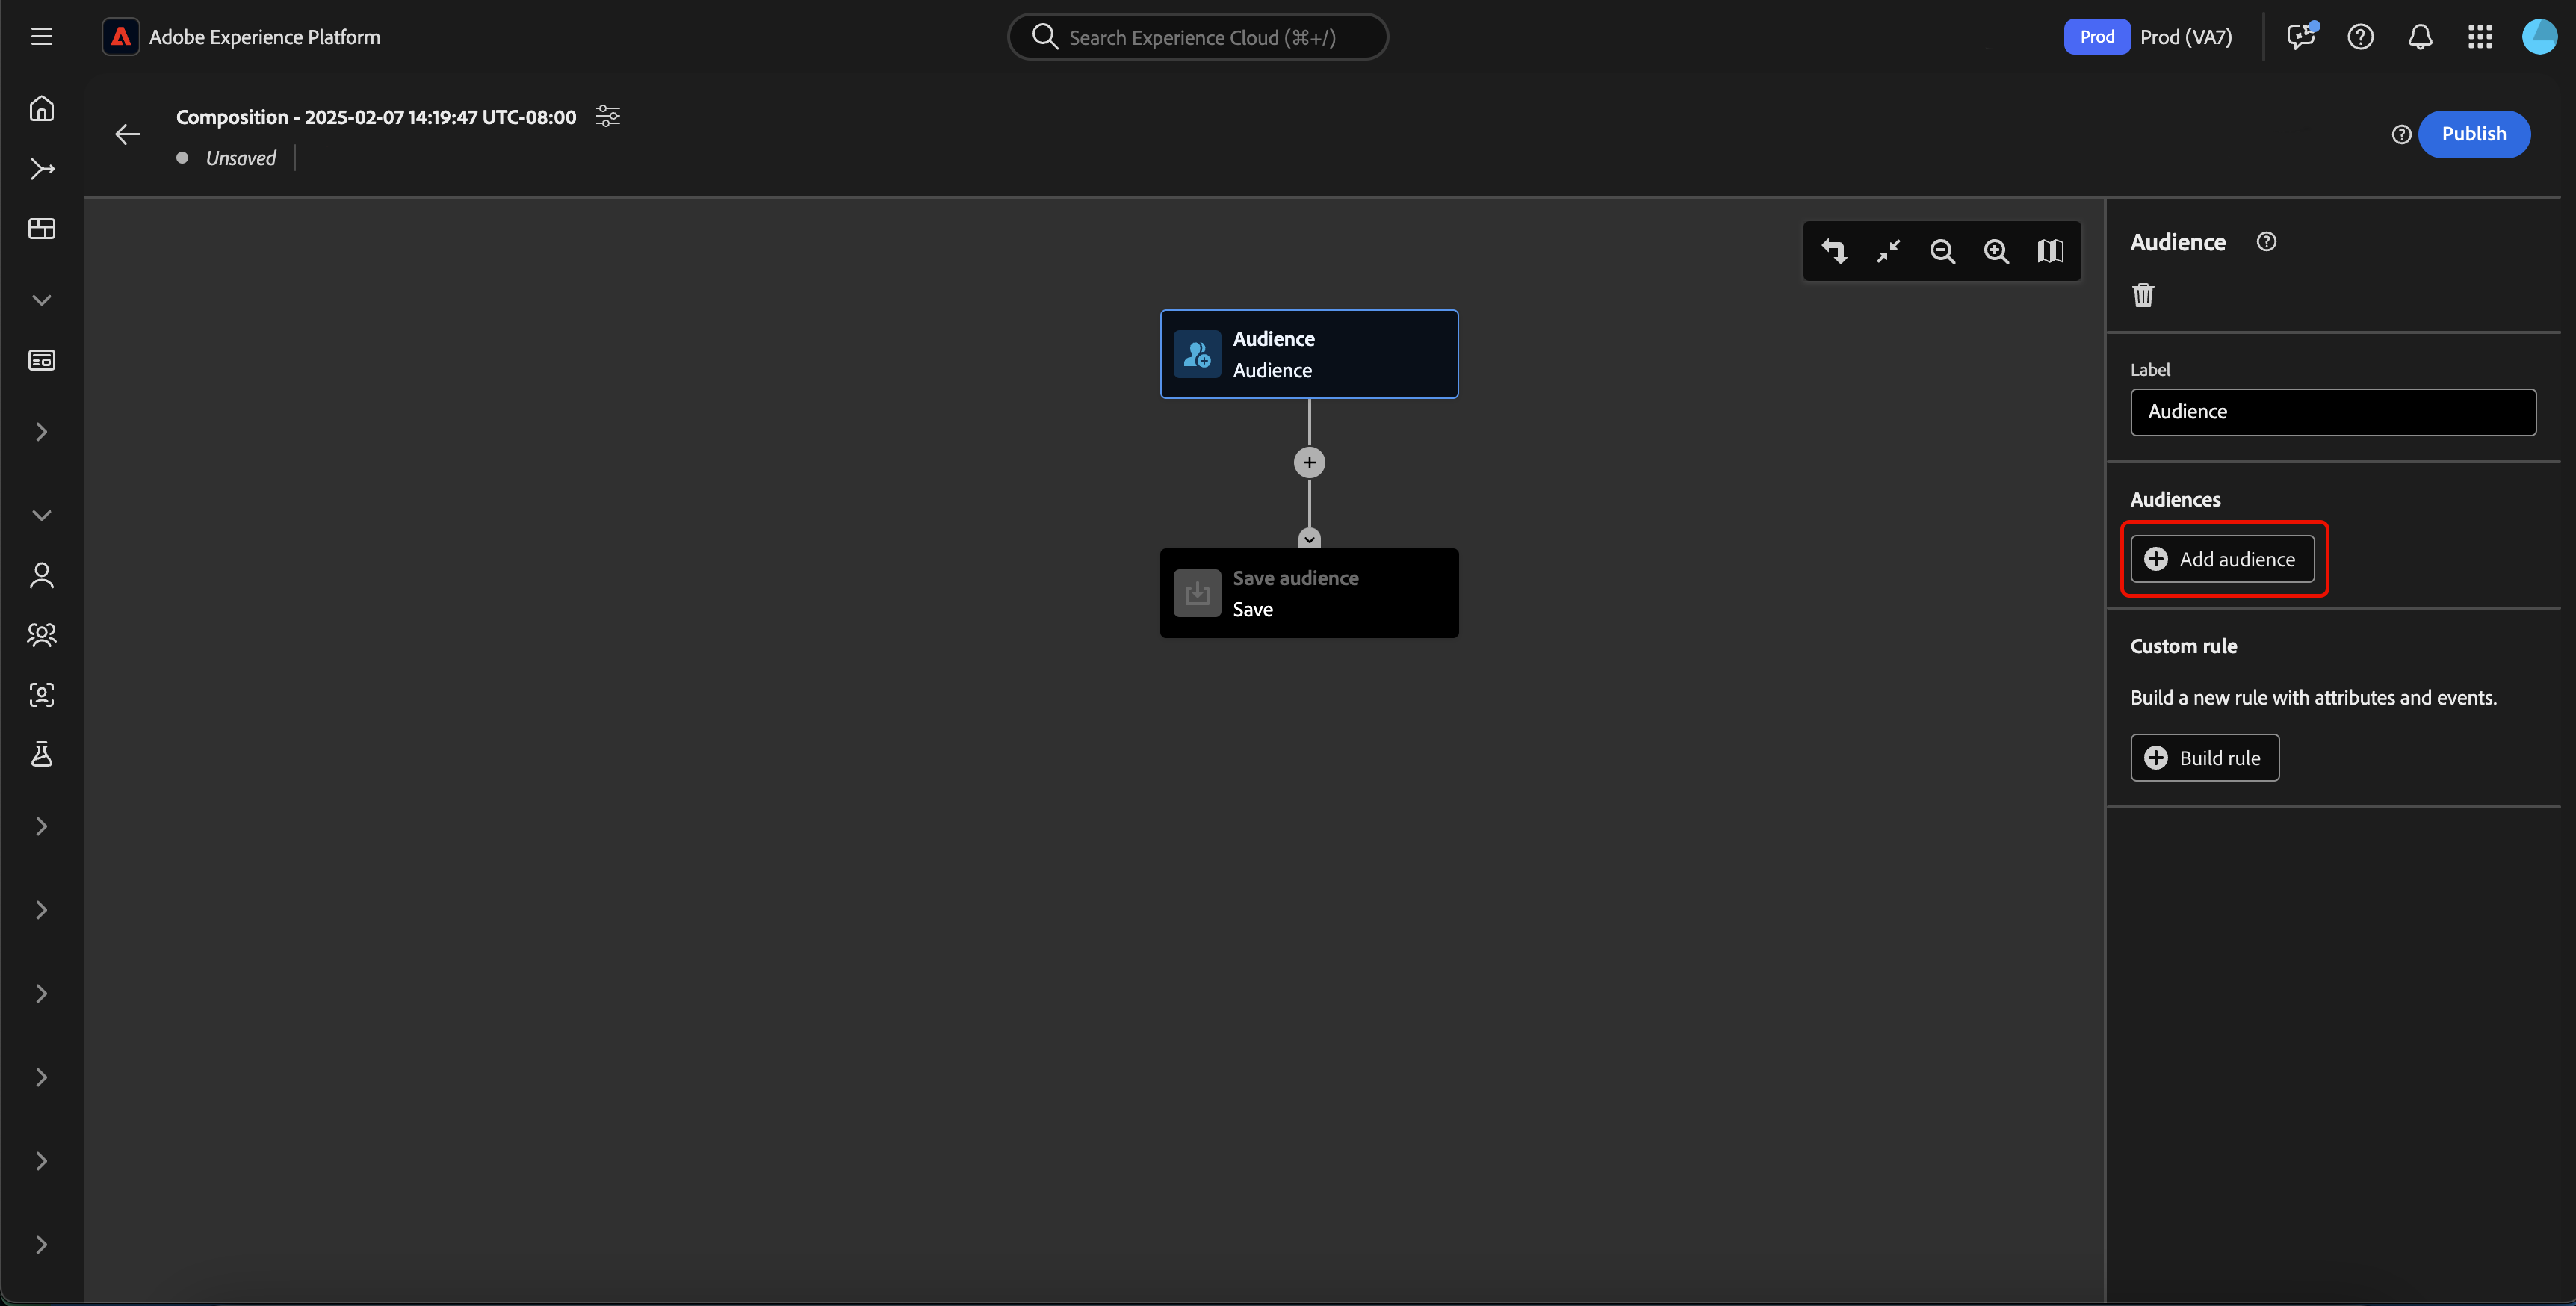 Adobe Experience Platform
Search Experience Cloud (⌘+/)
Prod
Prod (VA7)
Composition - 2025-02-07 14:19:47 UTC-08:00
Unsaved
Publish
Audience
Audience
Save audience
Save
Audience
Label
Audience
Audiences
Add audience
Custom rule
Build a new rule with attributes and events.
Build rule